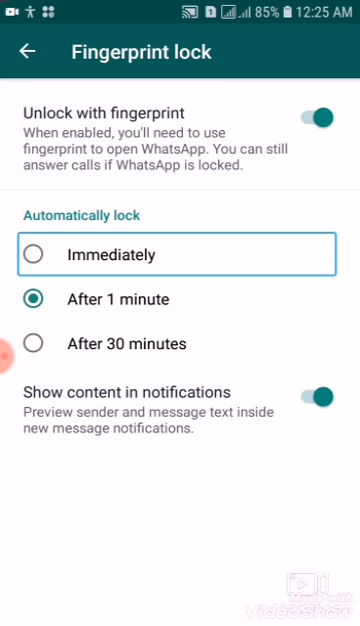 85% 12:25 AM
Fingerprint lock
Unlock with fingerprint
When enabled, you'll need to use
fingerprint to open WhatsApp. You can still
answer calls if WhatsApp is locked.
Automatically lock
Immediately
After 1 minute
After 30 minutes
Show content in notifications
Preview sender and message text inside
new message notifications.
Made with
VideoShow